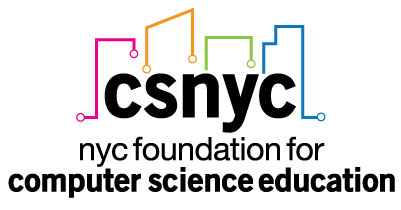 csnyc
nyc foundation for
computer science education